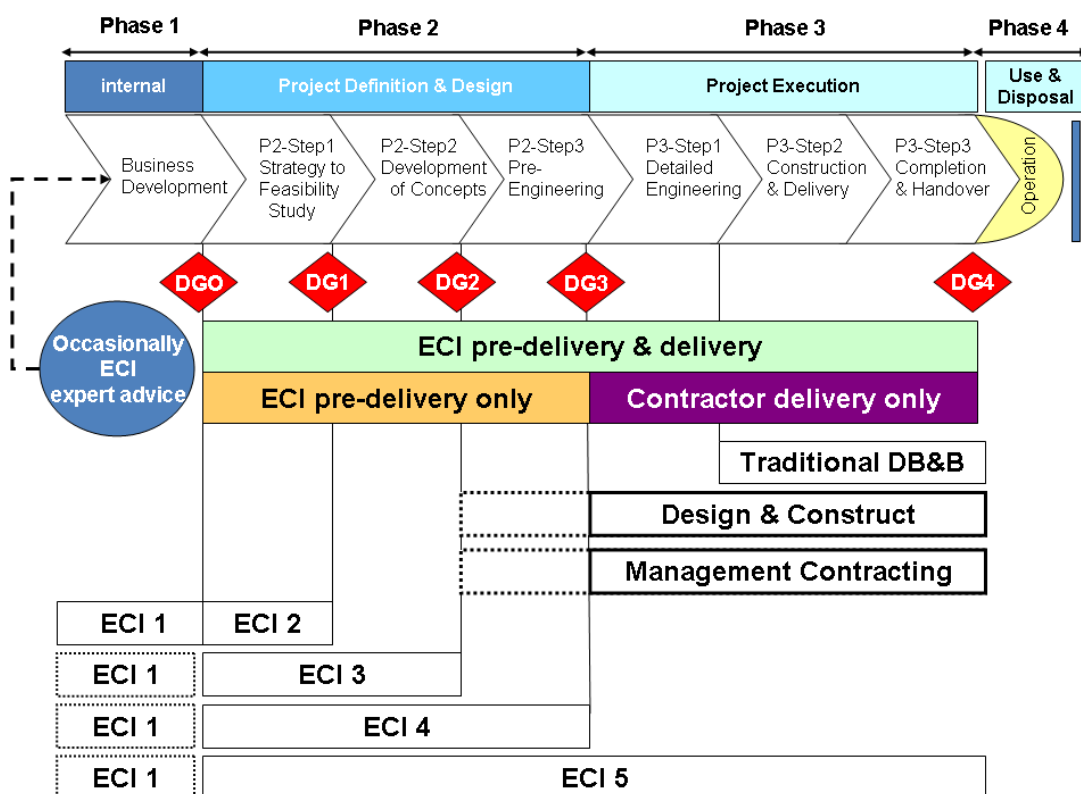 Phase 1
Phase 2
Phase 3
Phase 4
internal
Project Definition & Design
Project Execution
Use &
Disposal
Business
Development
P2-Step1
Strategy to
Feasibility
Study
P2-Step2
Development
of Concepts
P2-Step3
Pre-
Engineering
P3-Step1
Detailed
Engineering
P3-Step2
Construction
& Delivery
P3-Step3
Completion
& Handover
Operation
DGO
DG1
DG2
DG3
DG4
Occasionally
ECI
expert advice
ECI pre-delivery & delivery
ECI pre-delivery only
Contractor delivery only
Traditional DB&B
Design & Construct
Management Contracting
ECI 1
ECI 2
ECI 1
ECI 3
ECI 1
ECI 4
ECI 1
ECI 5